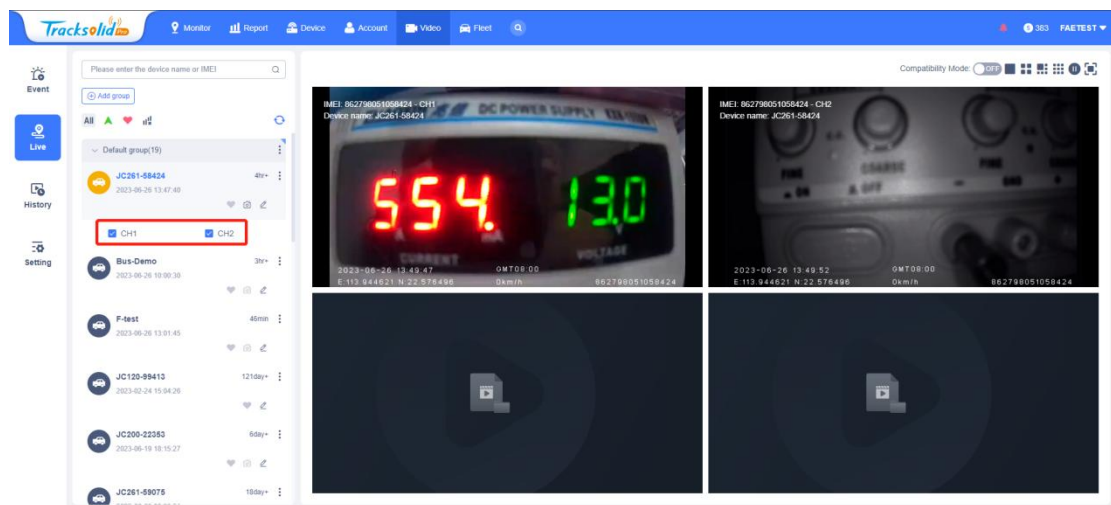 Tracksolid Pro
Monitor Report Device Account Video Fleet
383 FAETEST
Event
Live
History
Setting
Please enter the device name or IMEI
Add group
All
Default group(19)
JC261-58424 4hr+
2023-06-26 13:47:40
CH1 CH2
Bus-Demo 3hr+
2023-06-26 10:00:30
F-test 46min
2023-06-26 13:01:45
JC120-99413 121day+
2023-02-24 15:04:26
JC200-22353 6day+
2023-06-19 18:15:27
JC261-59075 18day+
Compatibility Mode: OFF
IMEI: 862798051058424 - CH1
Device name: JC261-58424
DC POWER SUPPLY
554. 13.0
A mA V
CURRENT VOLTAGE
2023-06-26 13:49:47 GMT08:00
E:113.944621 N:22.576496 0km/h 862798051058424
IMEI: 862798051058424 - CH2
Device name: JC261-58424
FINE COARSE FINE
ON OFF
2023-06-26 13:49:52 GMT08:00
E:113.944621 N:22.576496 0km/h 862798051058424